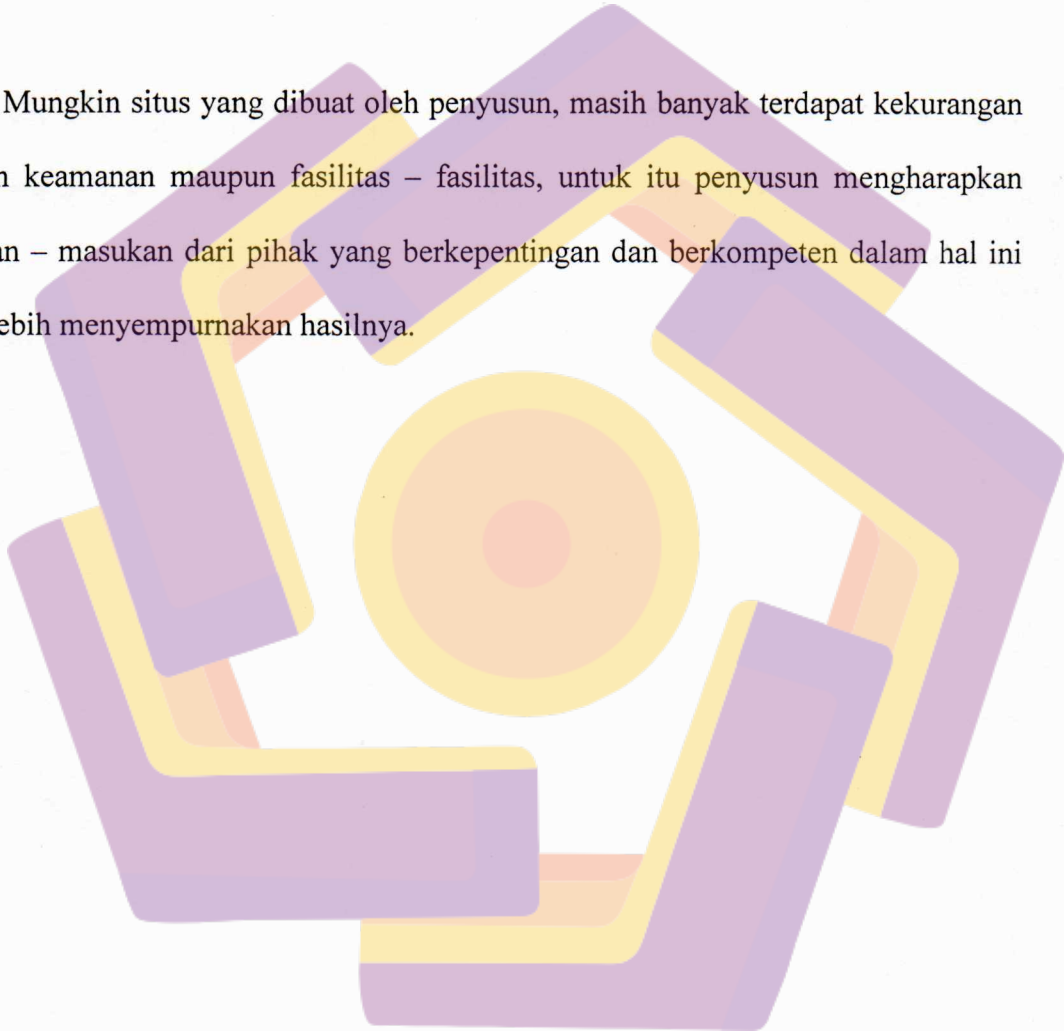 Mungkin situs yang dibuat oleh penyusun, masih banyak terdapat kekurangan
keamanan maupun fasilitas – fasilitas, untuk itu penyusun mengharapkan
– masukan dari pihak yang berkepentingan dan berkompeten dalam hal ini
menyempurnakan hasilnya.